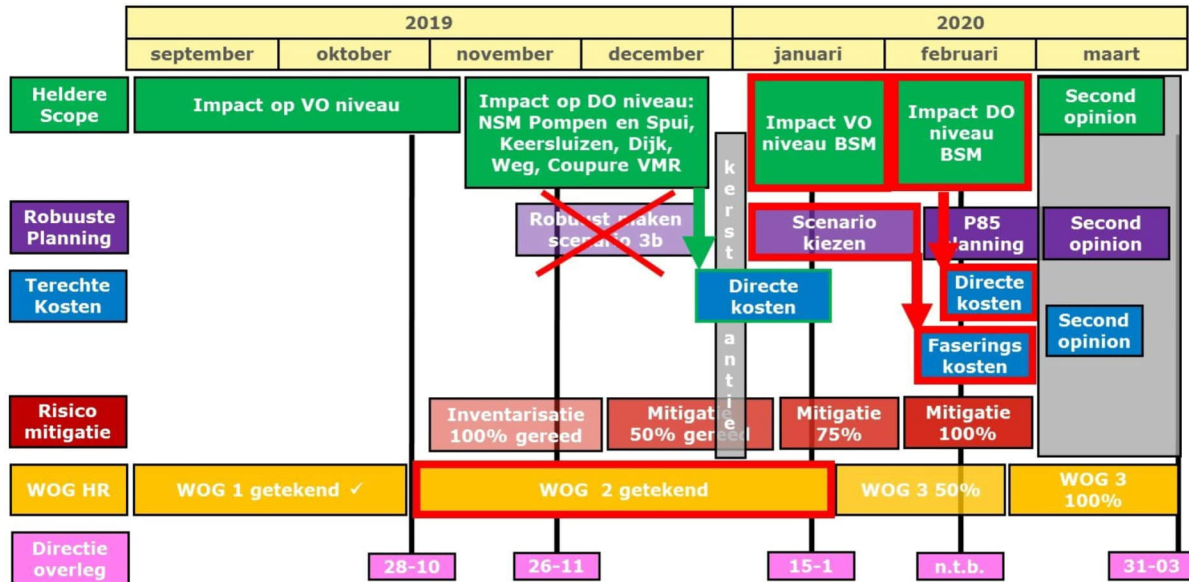 2019
2020
september
oktober
november
december
januari
februari
maart
Heldere
Scope
Impact op VO niveau
Impact op DO niveau:
NSM Pompen en Spui,
Keersluizen, Dijk,
Weg, Coupure VMR
Impact VO
niveau BSM
Impact DO
niveau
BSM
Second
opinion
kerst
antie
Robuuste
Planning
Robuust maken
scenario 3b
Scenario
kiezen
P85
lanning
Second
opinion
Terechte
Kosten
Directe
kosten
Directe
kosten
Second
opinion
Faserings
kosten
Risico
mitigatie
Inventarisatie
100% gereed
Mitigatie
50% gereed
Mitigatie
75%
Mitigatie
100%
WOG HR
WOG 1 getekend ✓
WOG 2 getekend
WOG 3 50%
WOG 3
100%
Directie
overleg
28-10
26-11
15-1
n.t.b.
31-03